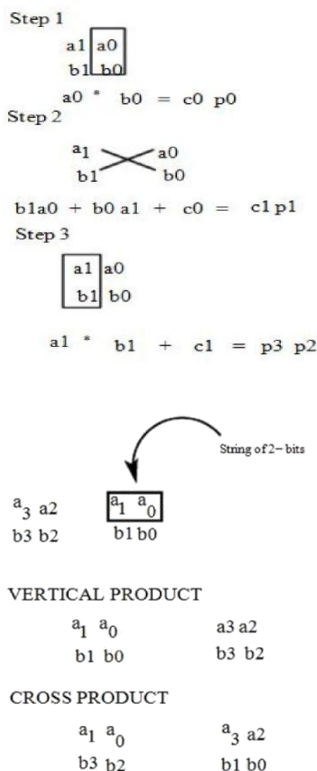 Step 1
a1 a0
b1 b0
a0 * b0 = c0 p0
Step 2
a1 a0
b1 b0
b1a0 + b0 a1 + c0 = c1p1
Step 3
a1 a0
b1 b0
a1 * b1 + c1 = p3 p2
String of 2-bits
a3 a2 a1 a0
b3 b2 b1 b0
VERTICAL PRODUCT
a1 a0 a3 a2
b1 b0 b3 b2
CROSS PRODUCT
a1 a0 a3 a2
b3 b2 b1 b0